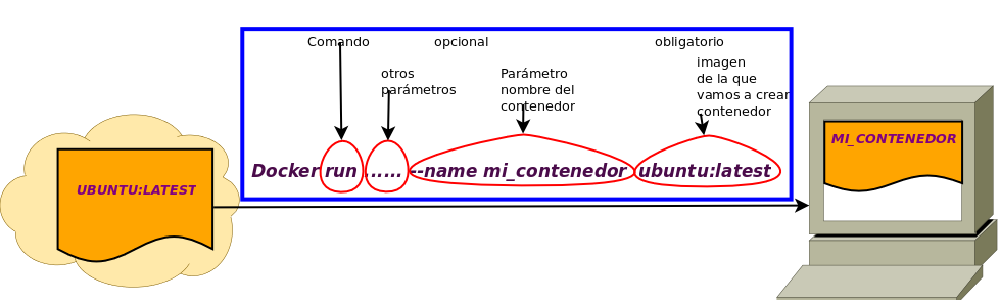 Comando opcional obligatorio
otros
parámetros
Parámetro
nombre del
contenedor
imagen
de la que
vamos a crear
contenedor
Docker run ..... --name mi_contenedor ubuntu:latest
UBUNTU:LATEST
MI_CONTENEDOR